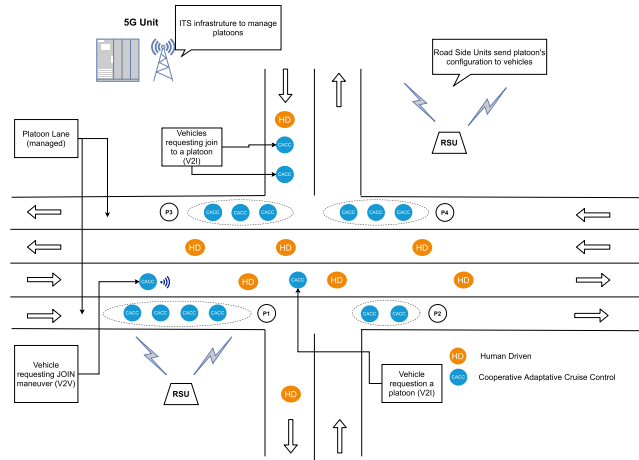 5G Unit
ITS infrastruture to manage
platoons
Road Side Units send platoon's
configuration to vehicles
RSU
Platoon Lane
(managed)
Vehicles
requesting join
to a platoon
(V2I)
HD
CACC
CACC
P3
CACC
CACC
CACC
CACC
CACC
CACC
P4
HD
HD
HD
CACC
HD
CACC
HD
HD
CACC
CACC
CACC
CACC
P1
CACC
CACC
P2
Vehicle
requesting JOIN
maneuver (V2V)
RSU
HD
Vehicle
requestion a
platoon (V2I)
HD
Human Driven
CACC
Cooperative Adaptative Cruise Control